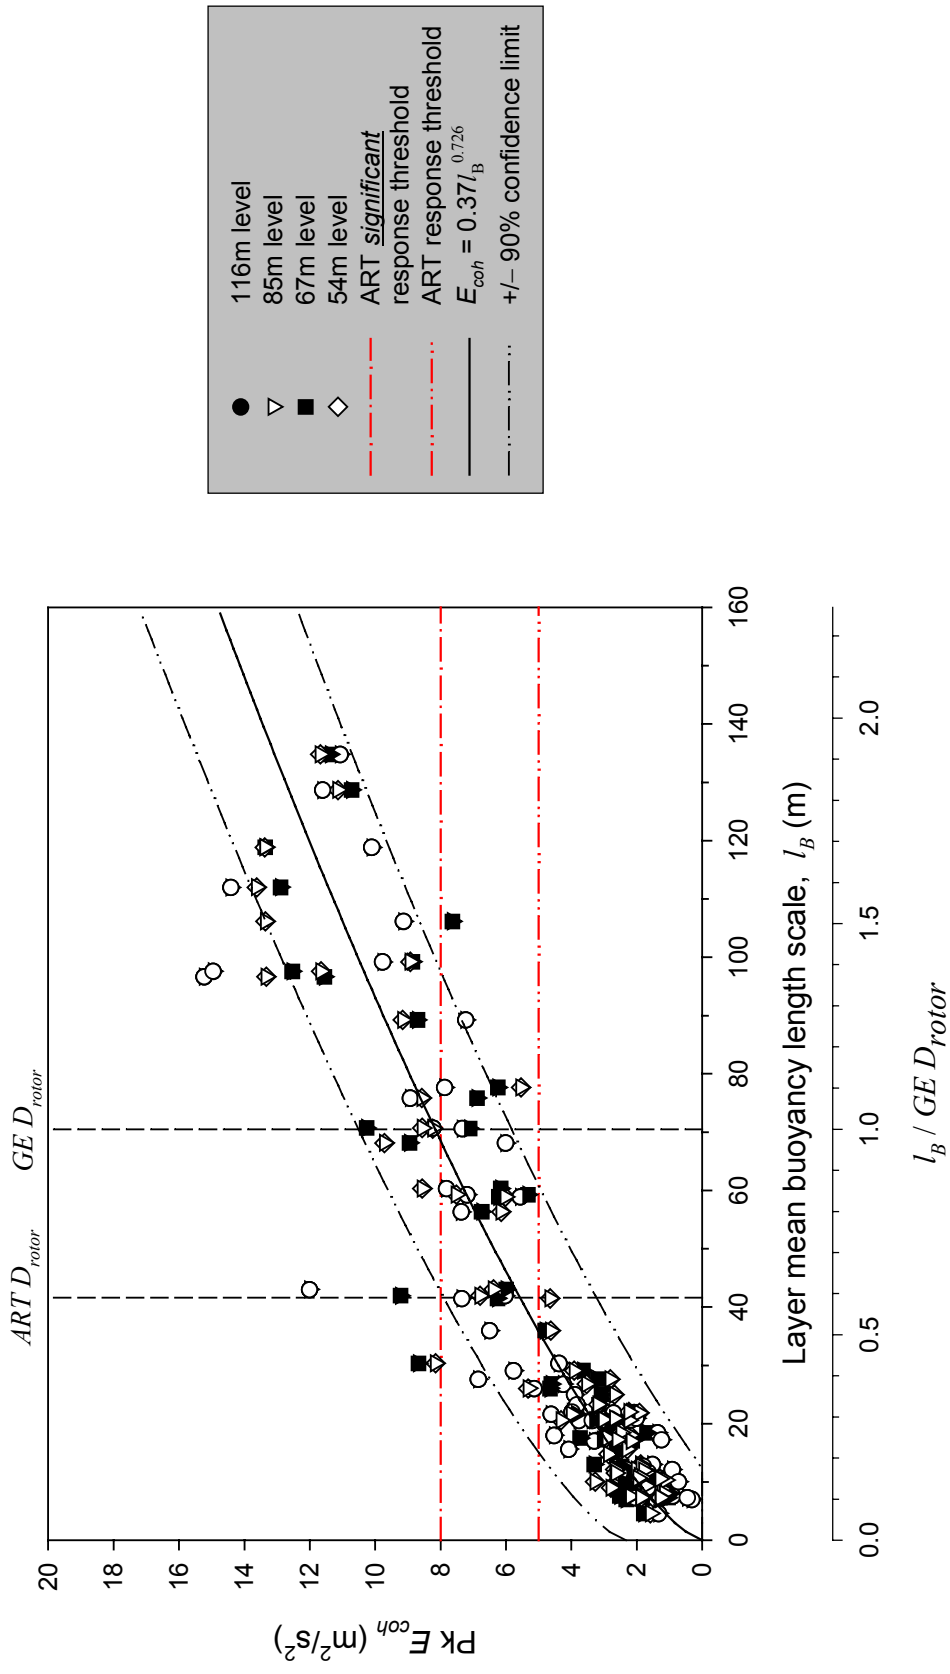 ART D_rotor
GE D_rotor
20
18
16
14
12
10
8
6
4
2
0
Pk E_coh (m²/s²)
0 20 40 60 80 100 120 140 160
Layer mean buoyancy length scale, l_B (m)
0.0 0.5 1.0 1.5 2.0
l_B / GE D_rotor
116m level
85m level
67m level
54m level
ART significant
response threshold
ART response threshold
E_coh = 0.37l_B^0.726
+/− 90% confidence limit